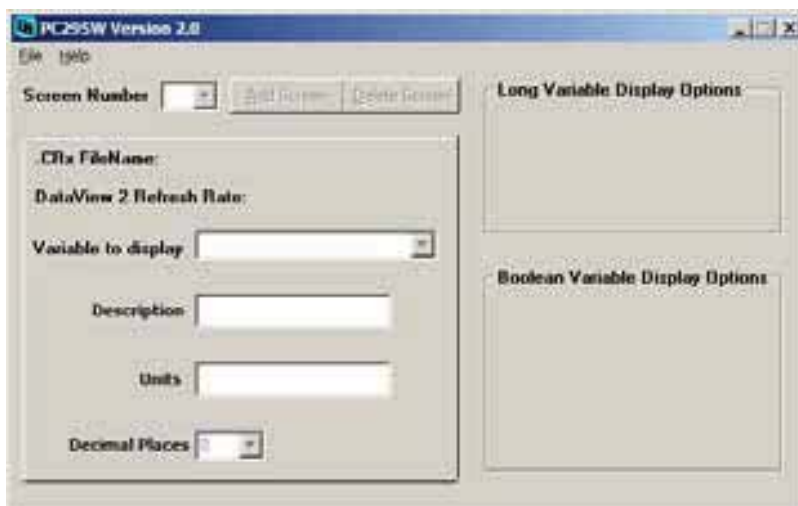 PC295W Version 2.0
File Help
Screen Number
Add Screen
Delete Screen
.CRx FileName:
DataView 2 Refresh Rate:
Variable to display
Description
Units
Decimal Places
Long Variable Display Options
Boolean Variable Display Options